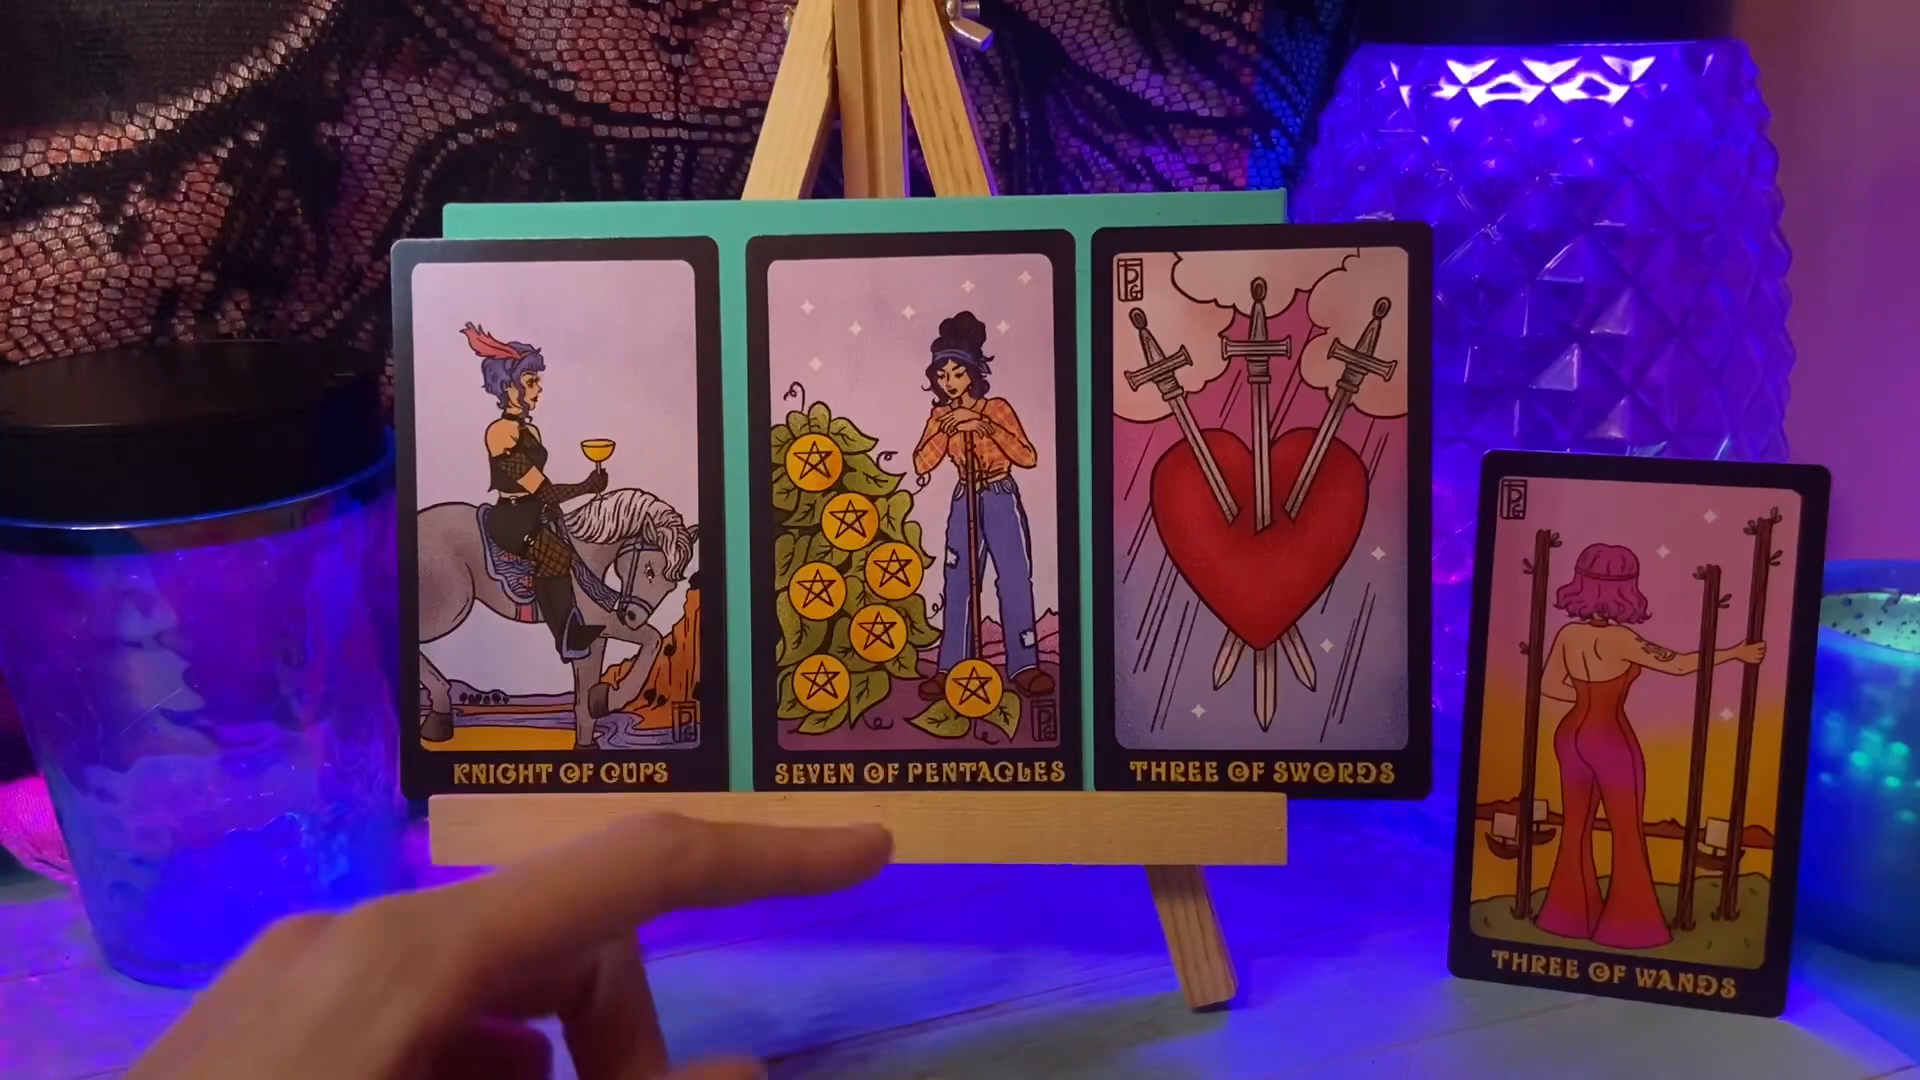 KNIGHT OF CUPS
SEVEN OF PENTACLES
THREE OF SWORDS
THREE OF WANDS